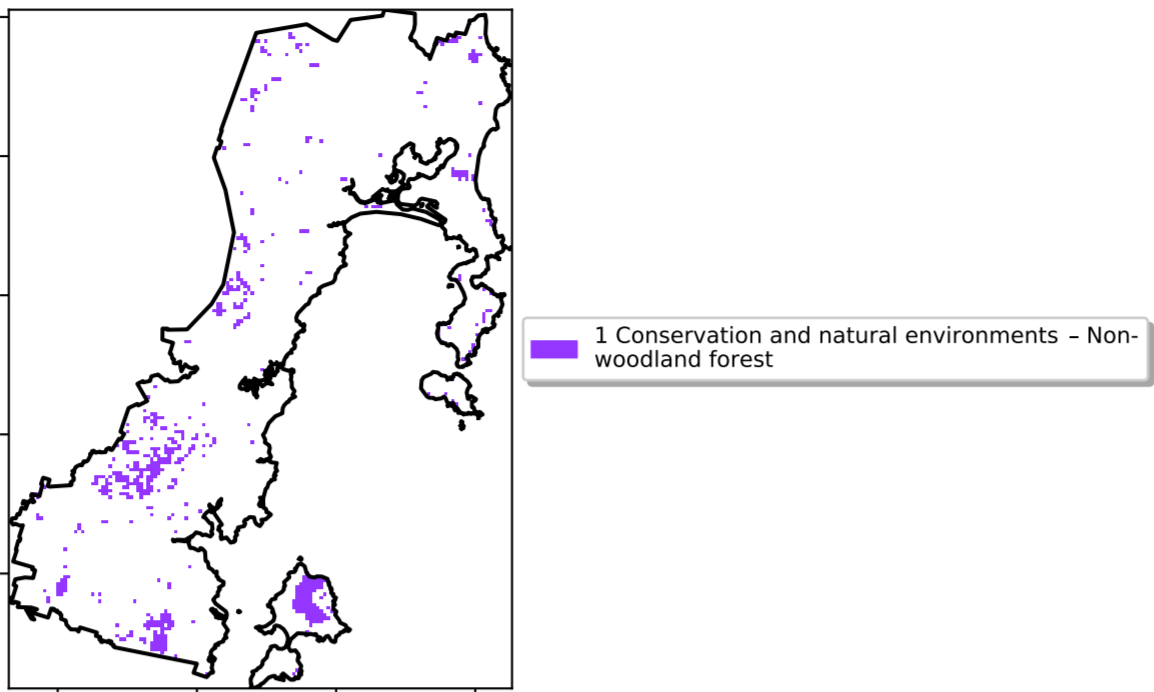 1 Conservation and natural environments – Non-
woodland forest